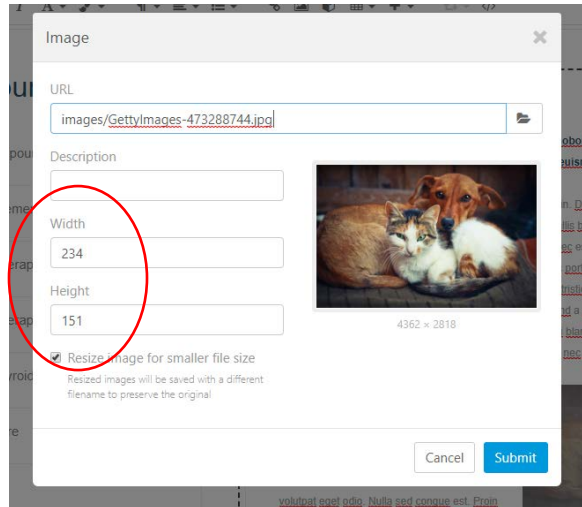 Image
×
URL
images/GettyImages-473288744.jpg
Description
Width
234
Height
151
4362 × 2818
Resize image for smaller file size
Resized images will be saved with a different
filename to preserve the original
Cancel
Submit
volutpat eget odio. Nulla sed congue est. Proin